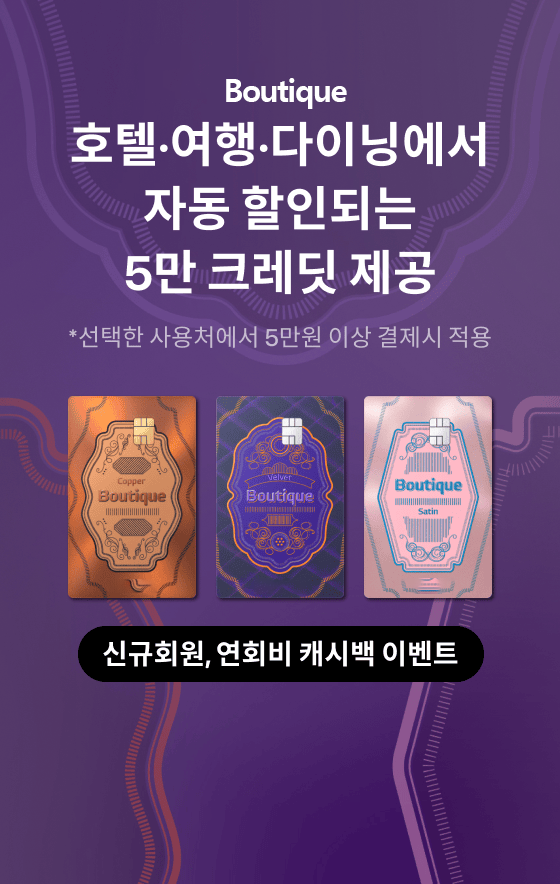 Boutique
호텔·여행·다이닝에서
자동 할인되는
5만 크레딧 제공
*선택한 사용처에서 5만원 이상 결제시 적용
Copper
Boutique
Velvet
Boutique
Boutique
Satin
신규회원, 연회비 캐시백 이벤트